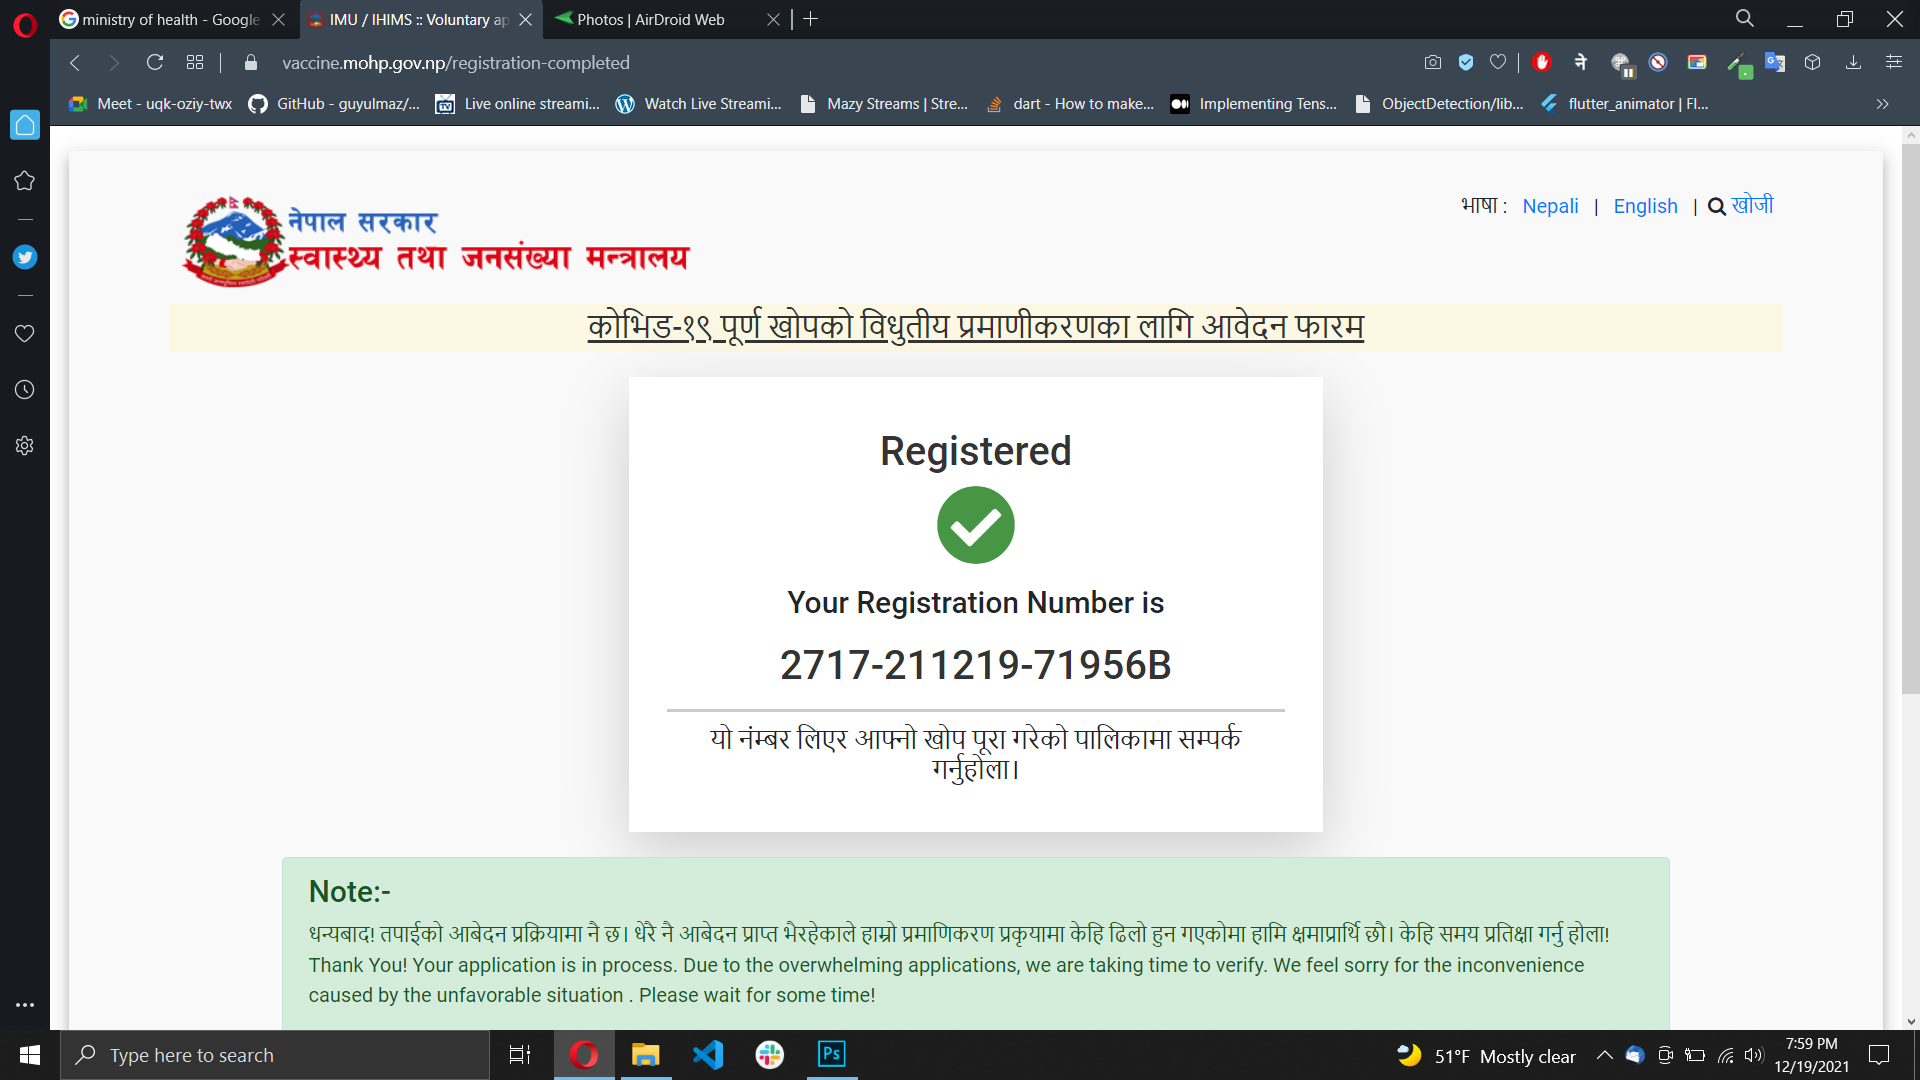 ministry of health - Google
IMU / IHIMS :: Voluntary ap
Photos | AirDroid Web
vaccine.mohp.gov.np/registration-completed
Meet - uqk-oziy-twx
GitHub - guyulmaz/...
Live online streami...
Watch Live Streami...
Mazy Streams | Stre...
dart - How to make...
Implementing Tens...
ObjectDetection/lib...
flutter_animator | Fl...
नेपाल सरकार
स्वास्थ्य तथा जनसंख्या मन्त्रालय
भाषा : Nepali | English | खोजी
कोभिड-१९ पूर्ण खोपको विधुतीय प्रमाणीकरणका लागि आवेदन फारम
Registered
Your Registration Number is
2717-211219-71956B
यो नंम्बर लिएर आफ्नो खोप पूरा गरेको पालिकामा सम्पर्क
गर्नुहोला।
Note:-
धन्यबाद! तपाईको आबेदन प्रक्रियामा नै छ। धेरै नै आबेदन प्राप्त भैरहेकाले हाम्रो प्रमाणिकरण प्रकृयामा केहि ढिलो हुन गएकोमा हामि क्षमाप्रार्थि छौ। केहि समय प्रतिक्षा गर्नु होला!
Thank You! Your application is in process. Due to the overwhelming applications, we are taking time to verify. We feel sorry for the inconvenience
caused by the unfavorable situation . Please wait for some time!
Type here to search
Ps
51°F Mostly clear
7:59 PM
12/19/2021